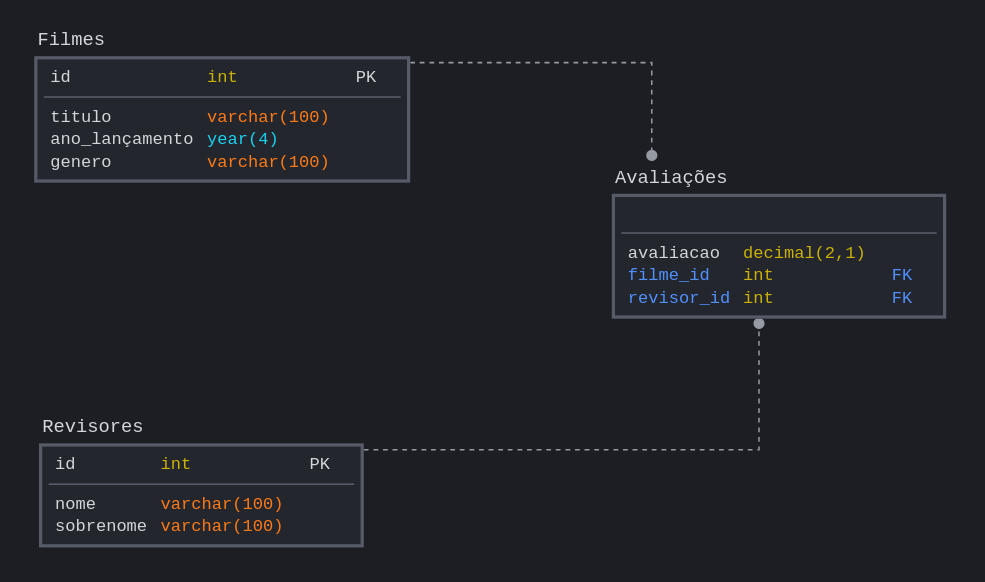 Filmes
id int PK
titulo varchar(100)
ano_lançamento year(4)
genero varchar(100)
Avaliações
avaliacao decimal(2,1)
filme_id int FK
revisor_id int FK
Revisores
id int PK
nome varchar(100)
sobrenome varchar(100)